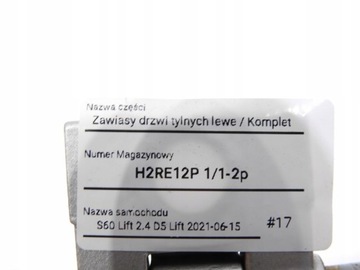 Nazwa części
Zawiasy drzwi tylnych lewe / Komplet
Numer Magazynowy
H2RE12P 1/1-2p
Nazwa samochodu
S60 Lift 2.4 D5 Lift 2021-06-15
#17